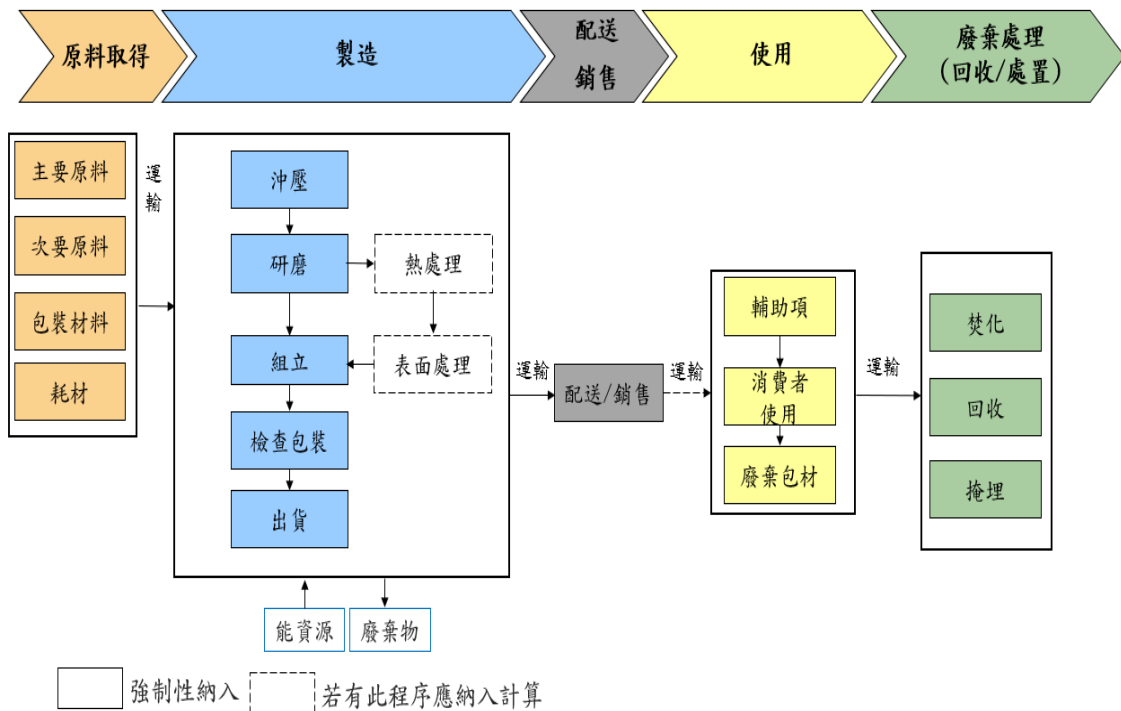 原料取得
製造
配送
銷售
使用
廢棄處理
(回收/處置)
主要原料
次要原料
包裝材料
耗材
運
輸
沖壓
研磨
熱處理
組立
表面處理
檢查包裝
出貨
能資源
廢棄物
運輸
配送/銷售
運輸
輔助項
消費者
使用
廢棄包材
運輸
焚化
回收
掩埋
強制性納入
若有此程序應納入計算